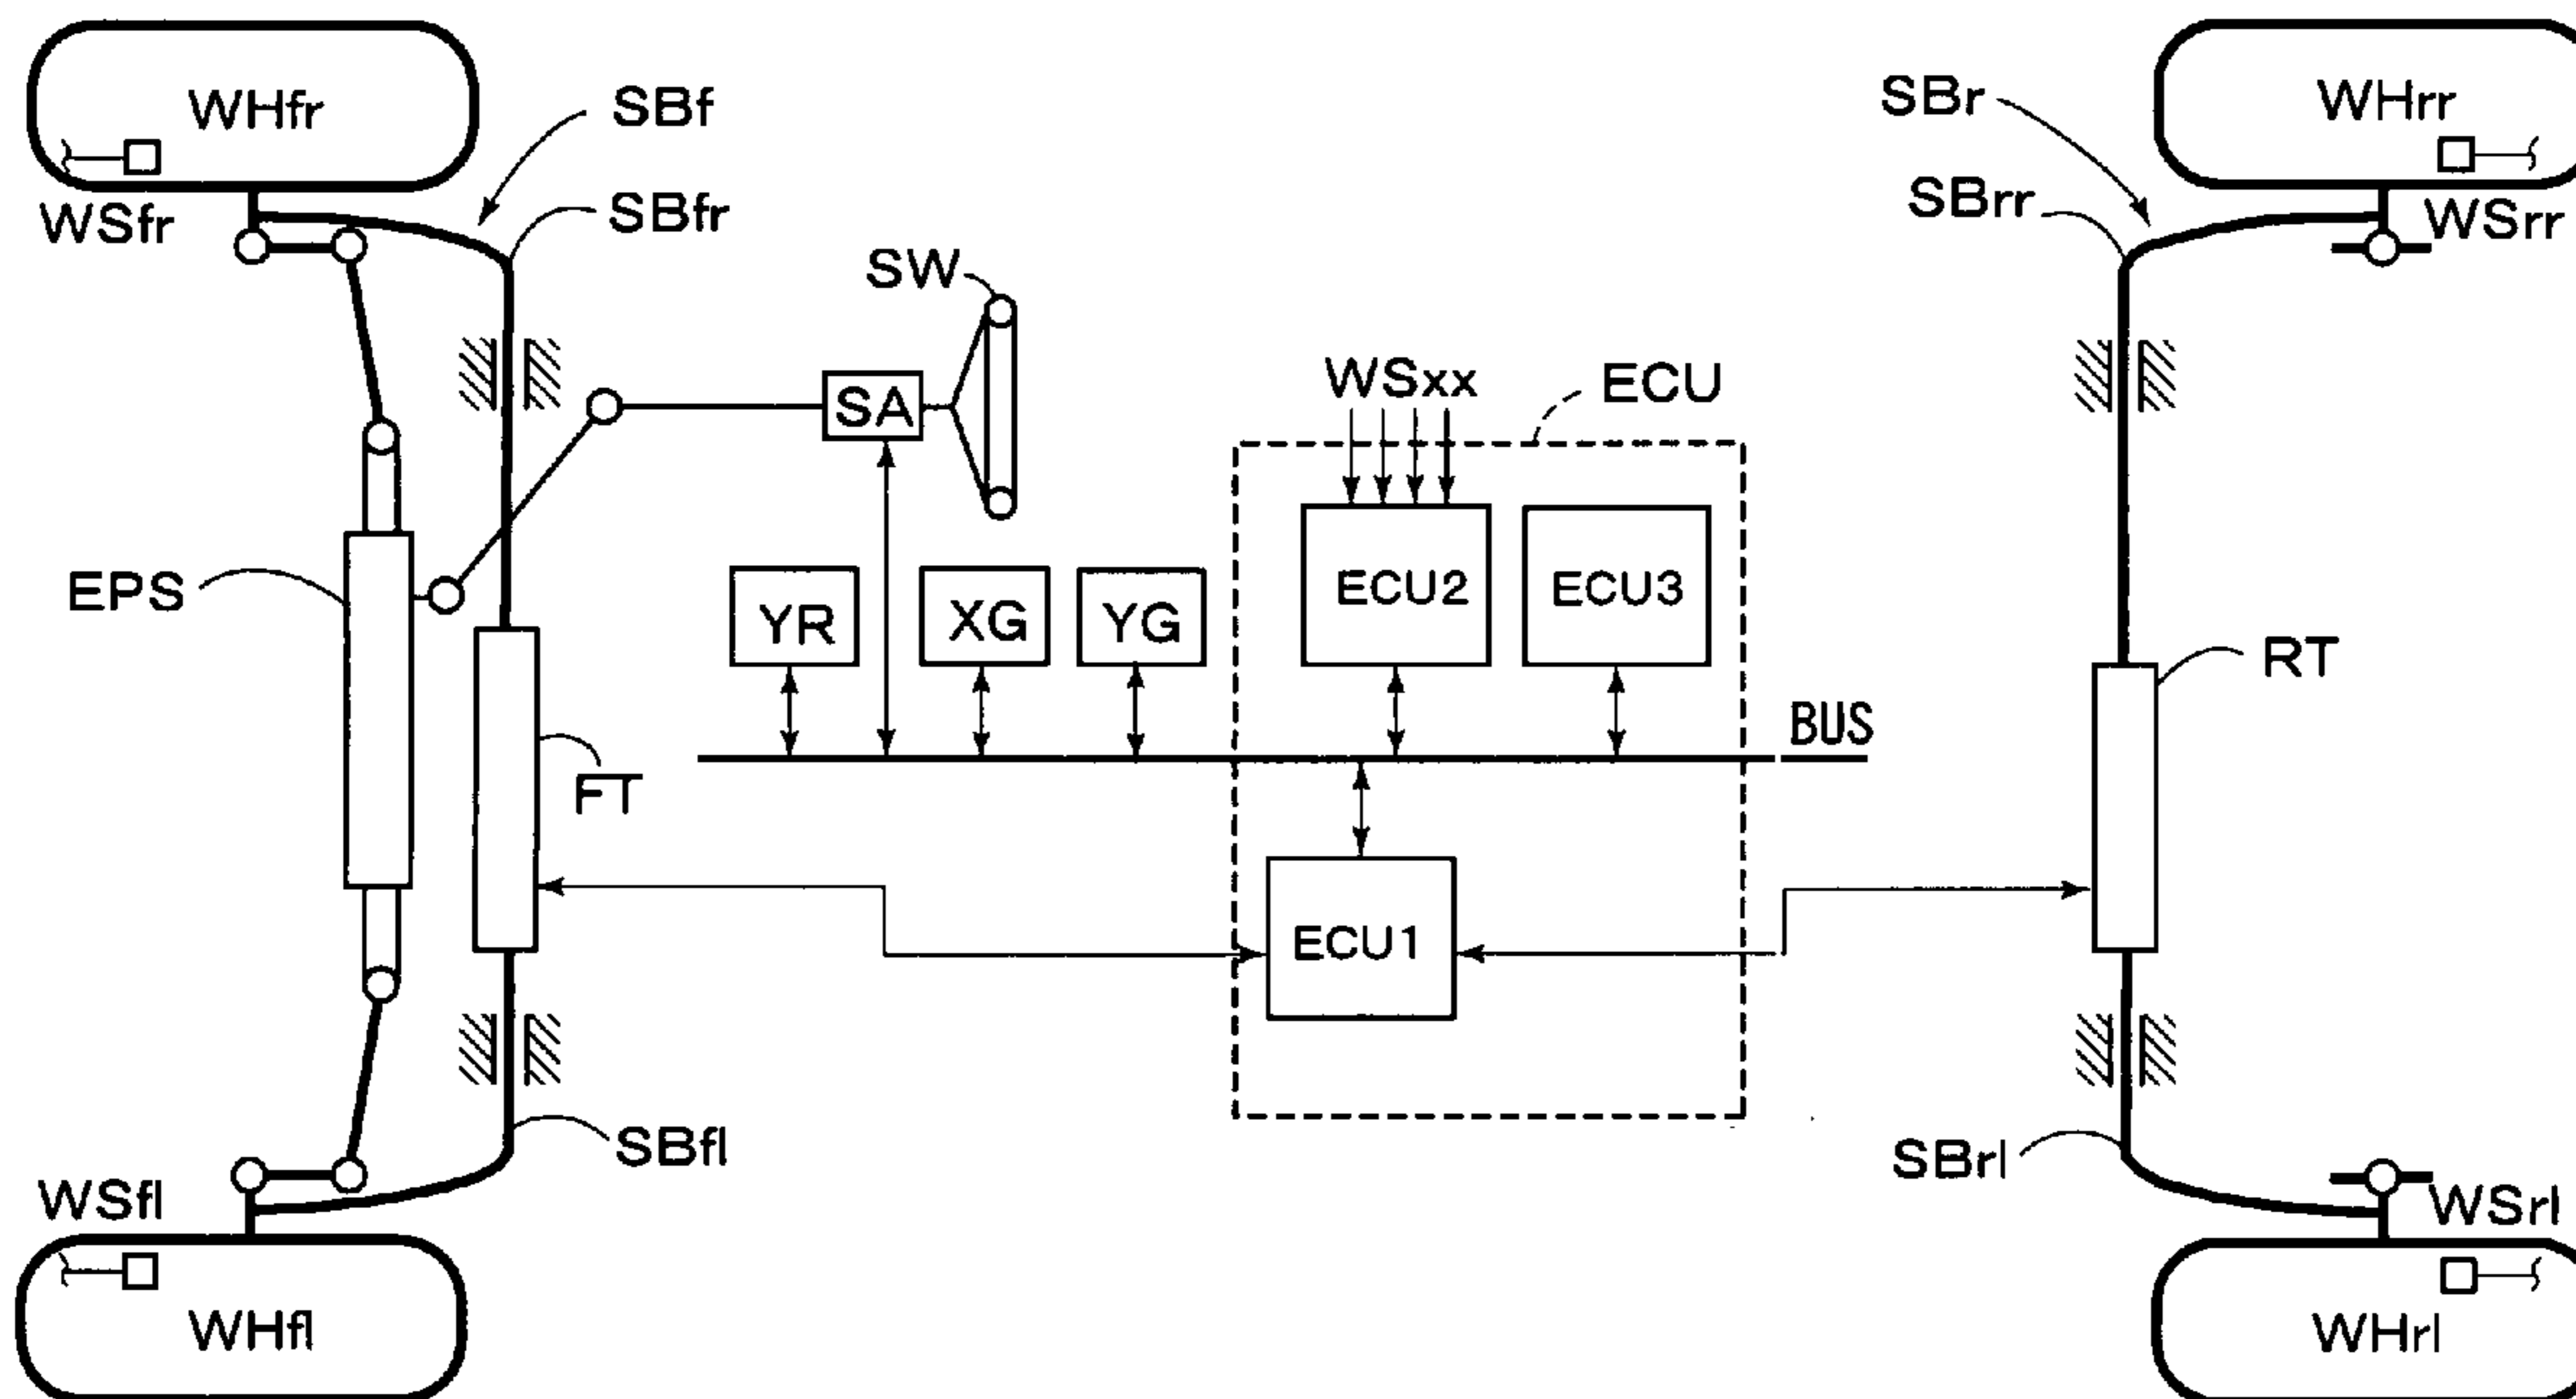 WHfr
SBf
SBr
WHrr
WSfr
SBfr
SBrr
WSrr
SW
SA
WSxx
ECU
EPS
YR
XG
YG
ECU2
ECU3
RT
BUS
FT
ECU1
SBfl
SBrl
WSfl
WSrl
WHfl
WHrl